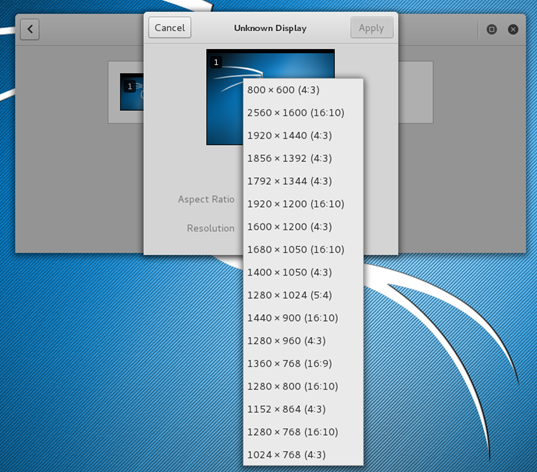 Cancel
Unknown Display
Apply
1
1
800 × 600 (4:3)
2560 × 1600 (16:10)
1920 × 1440 (4:3)
1856 × 1392 (4:3)
1792 × 1344 (4:3)
Aspect Ratio
1920 × 1200 (16:10)
1600 × 1200 (4:3)
Resolution
1680 × 1050 (16:10)
1400 × 1050 (4:3)
1280 × 1024 (5:4)
1440 × 900 (16:10)
1280 × 960 (4:3)
1360 × 768 (16:9)
1280 × 800 (16:10)
1152 × 864 (4:3)
1280 × 768 (16:10)
1024 × 768 (4:3)